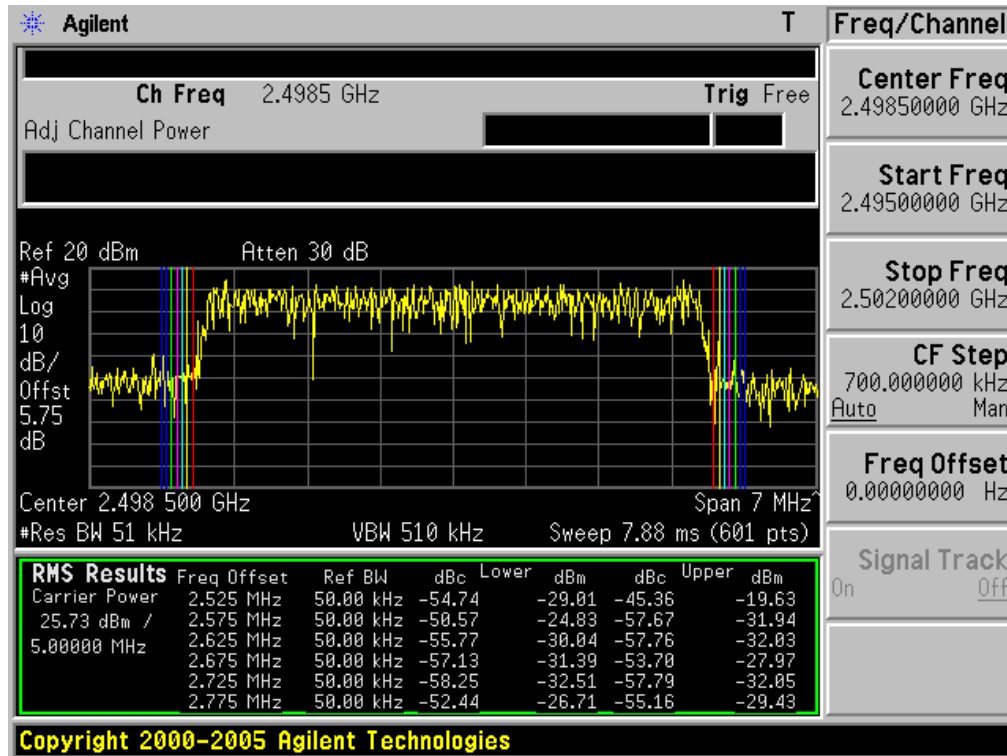 Agilent T
Ch Freq 2.4985 GHz Trig Free
Adj Channel Power
Ref 20 dBm Atten 30 dB
#Avg
Log
10
dB/
Offst
5.75
dB
Center 2.498 500 GHz Span 7 MHz^
#Res BW 51 kHz VBW 510 kHz Sweep 7.88 ms (601 pts)
RMS Results Freq Offset Ref BW dBc Lower dBm dBc Upper dBm
Carrier Power 2.525 MHz 50.00 kHz -54.74 -29.01 -45.36 -19.63
25.73 dBm / 2.575 MHz 50.00 kHz -50.57 -24.83 -57.67 -31.94
5.00000 MHz 2.625 MHz 50.00 kHz -55.77 -30.04 -57.76 -32.03
2.675 MHz 50.00 kHz -57.13 -31.39 -53.70 -27.97
2.725 MHz 50.00 kHz -58.25 -32.51 -57.79 -32.05
2.775 MHz 50.00 kHz -52.44 -26.71 -55.16 -29.43
Copyright 2000-2005 Agilent Technologies
Freq/Channel
Center Freq
2.49850000 GHz
Start Freq
2.49500000 GHz
Stop Freq
2.50200000 GHz
CF Step
700.000000 kHz
Auto Man
Freq Offset
0.00000000 Hz
Signal Track
On Off